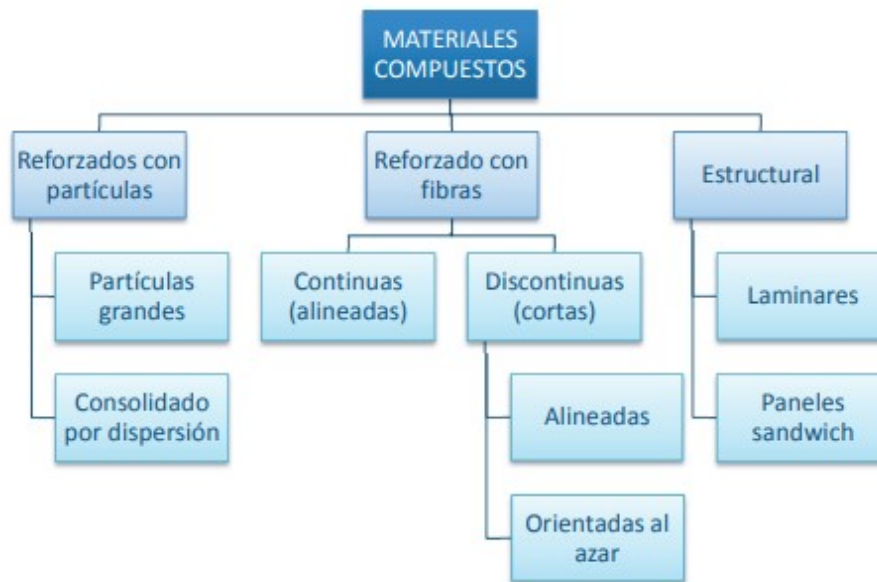 MATERIALES
COMPUESTOS
Reforzados con
partículas
Reforzado con
fibras
Estructural
Partículas
grandes
Continuas
(alineadas)
Discontinuas
(cortas)
Laminares
Consolidado
por dispersión
Alineadas
Paneles
sandwich
Orientadas al
azar